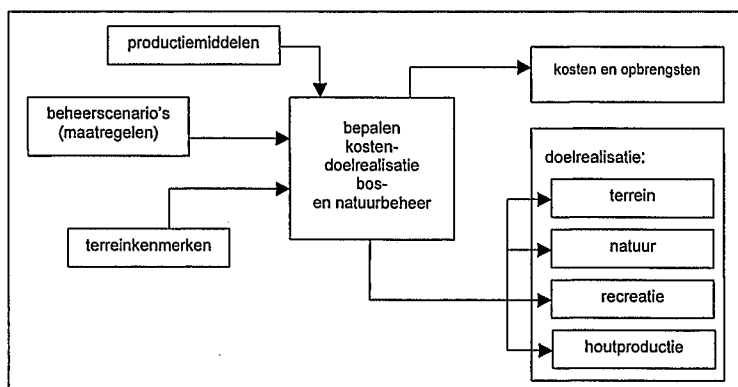 productiemiddelen
beheerscenario's
(maatregelen)
terreinkenmerken
bepalen
kosten-
doelrealisatie
bos-
en natuurbeheer
kosten en opbrengsten
doelrealisatie:
terrein
natuur
recreatie
houtproductie